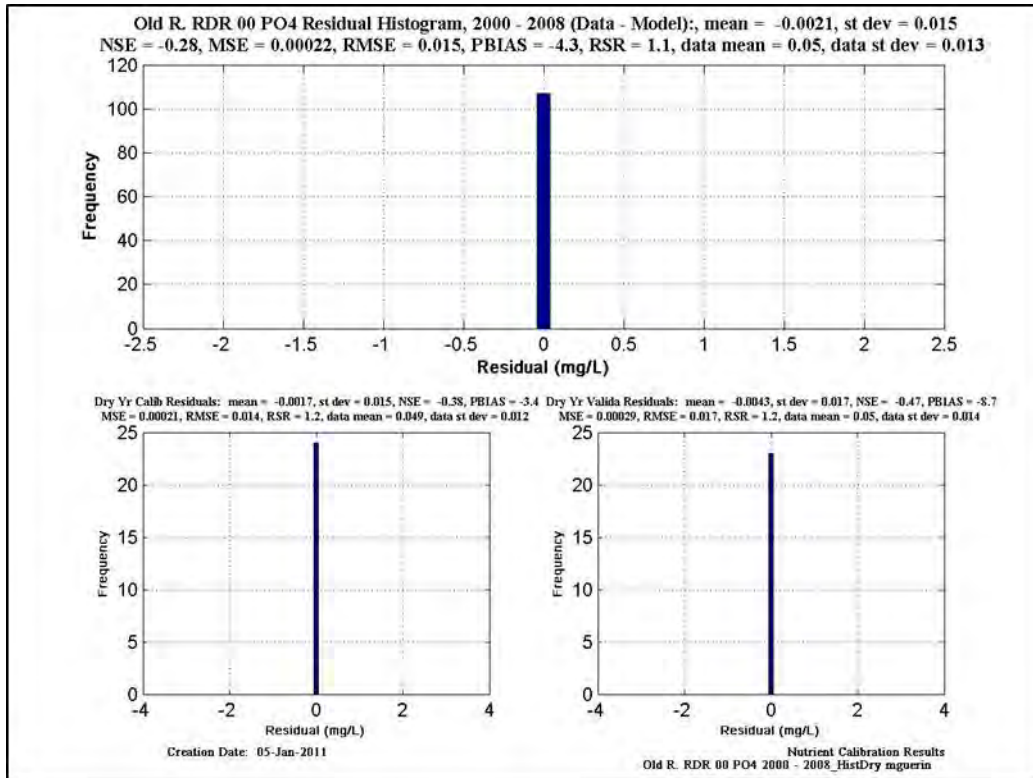 Old R. RDR 00 PO4 Residual Histogram, 2000 - 2008 (Data - Model):, mean = -0.0021, st dev = 0.015
NSE = -0.28, MSE = 0.00022, RMSE = 0.015, PBIAS = -4.3, RSR = 1.1, data mean = 0.05, data st dev = 0.013
120
100
80
60
40
20
0
Frequency
-2.5 -2 -1.5 -1 -0.5 0 0.5 1 1.5 2 2.5
Residual (mg/L)
Dry Yr Calib Residuals: mean = -0.0017, st dev = 0.015, NSE = -0.38, PBIAS = -3.4
MSE = 0.00021, RMSE = 0.014, RSR = 1.2, data mean = 0.049, data st dev = 0.012
25
20
15
10
5
0
Frequency
-4 -2 0 2 4
Residual (mg/L)
Creation Date: 05-Jan-2011
Dry Yr Valida Residuals: mean = -0.0043, st dev = 0.017, NSE = -0.47, PBIAS = -8.7
MSE = 0.00029, RMSE = 0.017, RSR = 1.2, data mean = 0.05, data st dev = 0.014
25
20
15
10
5
0
Frequency
-4 -2 0 2 4
Residual (mg/L)
Nutrient Calibration Results
Old R. RDR 00 PO4 2000 - 2008_HistDry mguerin